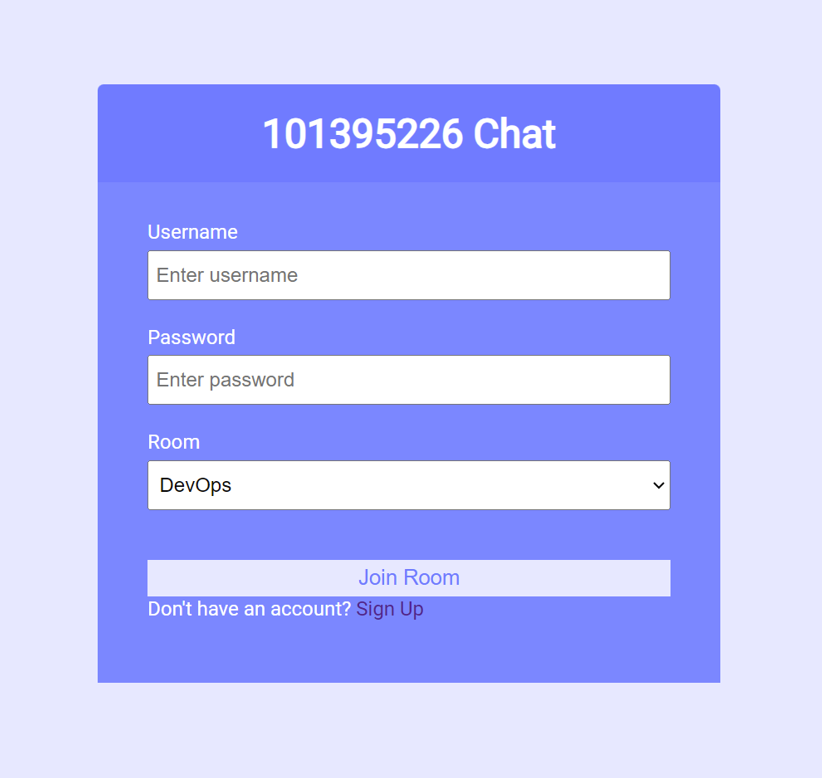 101395226 Chat
Username
Enter username
Password
Enter password
Room
DevOps
Join Room
Don't have an account? Sign Up